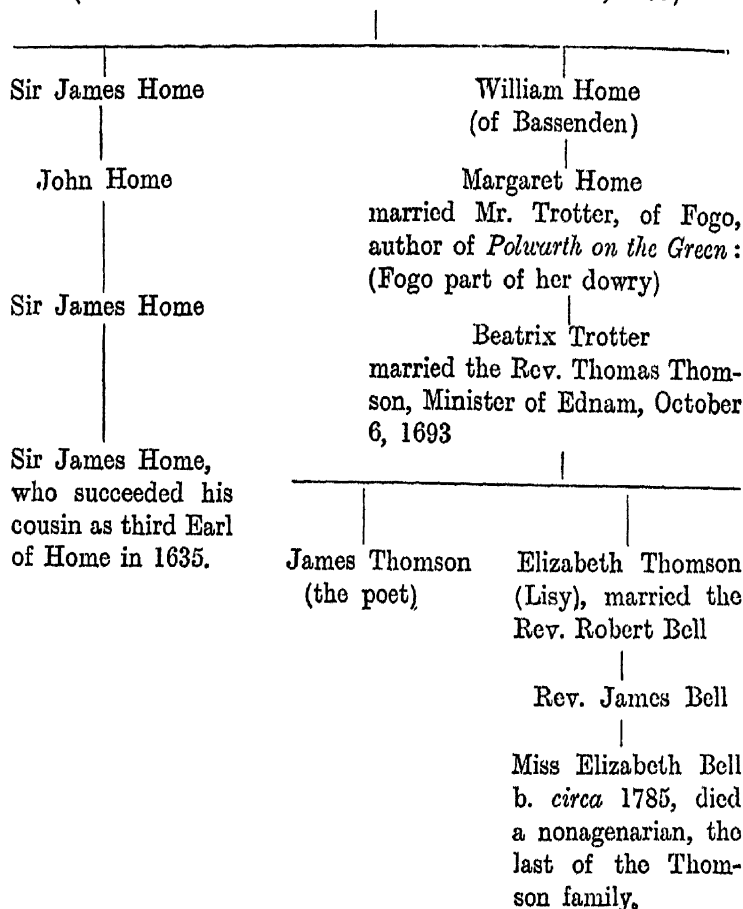 Sir James Home
William Home
(of Bassenden)
John Home
Margaret Home
married Mr. Trotter, of Fogo,
author of Polwarth on the Green:
(Fogo part of her dowry)
Sir James Home
Beatrix Trotter
married the Rev. Thomas Thom-
son, Minister of Ednam, October
6, 1693
Sir James Home,
who succeeded his
cousin as third Earl
of Home in 1635.
James Thomson
(the poet)
Elizabeth Thomson
(Lisy), married the
Rev. Robert Bell
Rev. James Bell
Miss Elizabeth Bell
b. circa 1785, died
a nonagenarian, the
last of the Thom-
son family.